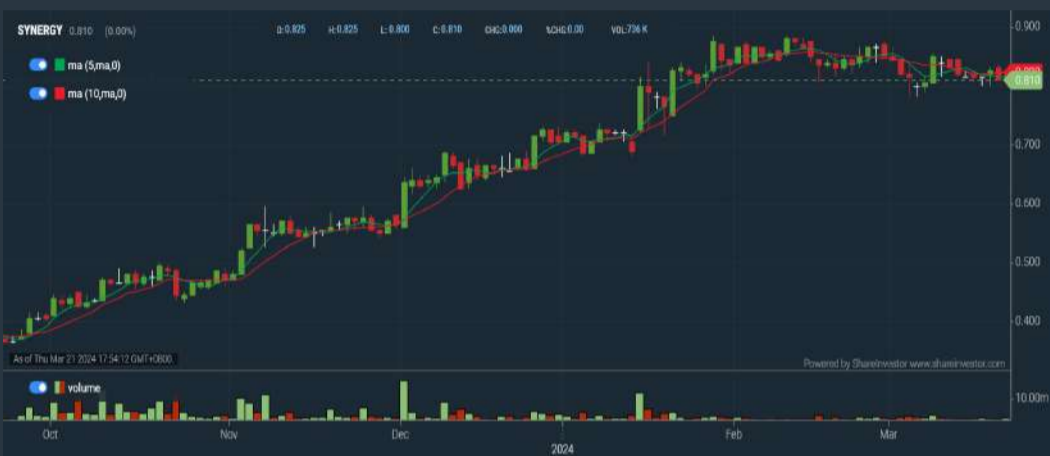 SYNERGY 0.810 (0.00%) O:0.825 H:0.825 L:0.800 C:0.810 CHG:0.000 %CHG:0.00 VOL:736 K
ma (5,ma,0)
ma (10,ma,0)
0.900
0.810
0.700
0.600
0.500
0.400
As of Thu Mar 21 2024 17:54:12 GMT+0800
Powered by ShareInvestor www.shareinvestor.com
volume
10.00m
Oct Nov Dec Feb Mar
2024